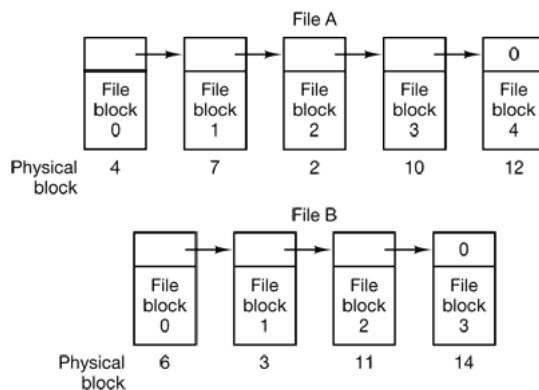 File A
0
File File File File File
block block block block block
0 1 2 3 4
Physical 4 7 2 10 12
block
File B
0
File File File File
block block block block
0 1 2 3
Physical 6 3 11 14
block